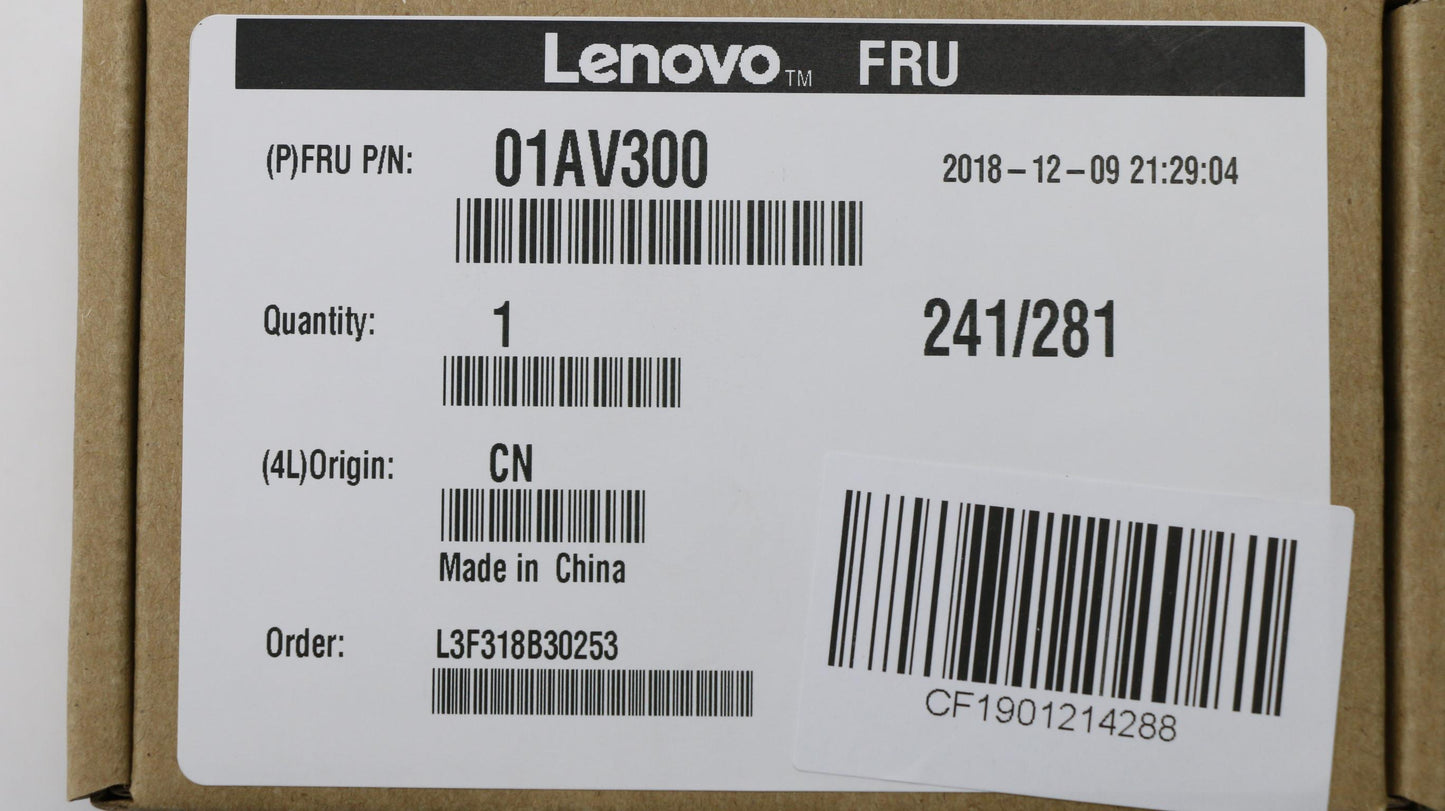 Lenovo™ FRU
(P)FRU P/N: 01AV300 2018-12-09 21:29:04
Quantity: 1 241/281
(4L)Origin: CN
Made in China
Order: L3F318B30253
CF1901214288